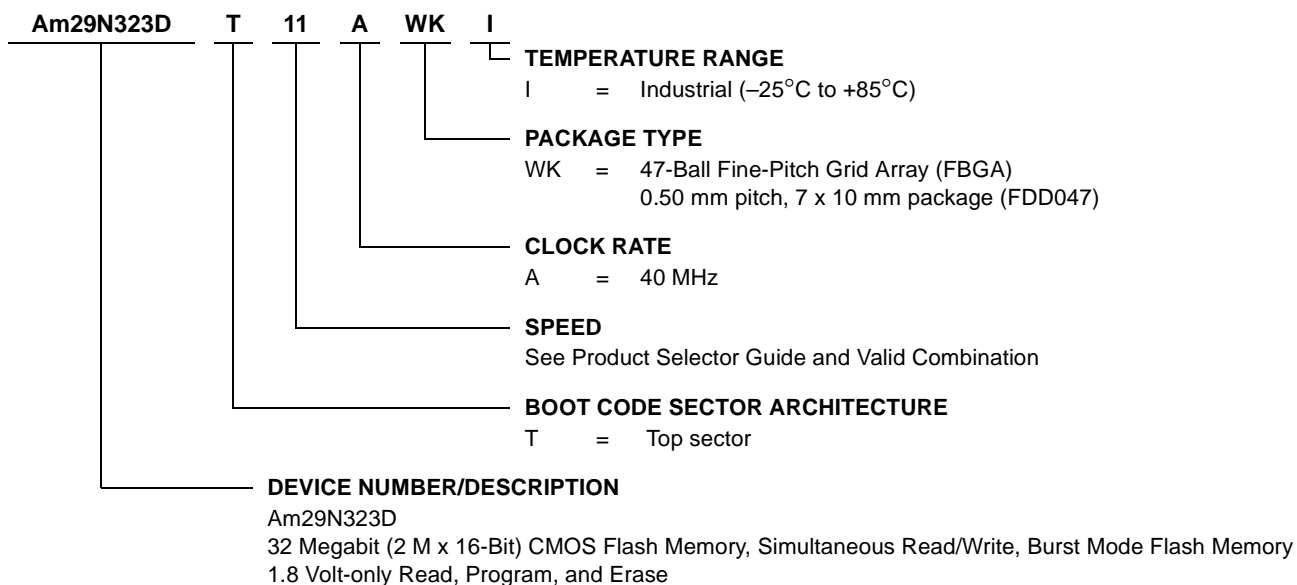 Am29N323D T 11 A WK I
TEMPERATURE RANGE
I = Industrial (–25°C to +85°C)
PACKAGE TYPE
WK = 47-Ball Fine-Pitch Grid Array (FBGA)
0.50 mm pitch, 7 x 10 mm package (FDD047)
CLOCK RATE
A = 40 MHz
SPEED
See Product Selector Guide and Valid Combination
BOOT CODE SECTOR ARCHITECTURE
T = Top sector
DEVICE NUMBER/DESCRIPTION
Am29N323D
32 Megabit (2 M x 16-Bit) CMOS Flash Memory, Simultaneous Read/Write, Burst Mode Flash Memory
1.8 Volt-only Read, Program, and Erase